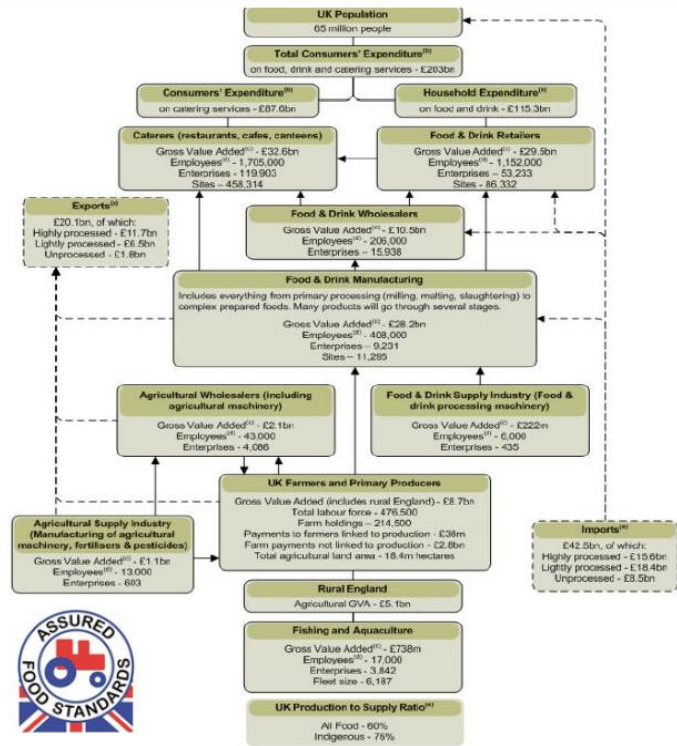 UK Population
65 million people
Total Consumers' Expenditure(b)
on food, drink and catering services - £203bn
Consumers' Expenditure(b)
on catering services - £87.6bn
Household Expenditure(b)
on food and drink - £115.3bn
Caterers (restaurants, cafes, canteens)
Gross Value Added(c) - £32.6bn
Employees(d) - 1,705,000
Enterprises - 119,903
Sites – 458,314
Food & Drink Retailers
Gross Value Added(c) - £29.5bn
Employees(d) - 1,152,000
Enterprises - 53,233
Sites - 86,332
Exports(a)
£20.1bn, of which:
Highly processed - £11.7bn
Lightly processed - £6.5bn
Unprocessed - £1.8bn
Food & Drink Wholesalers
Gross Value Added(c) - £10.5bn
Employees(d) - 206,000
Enterprises - 15,938
Food & Drink Manufacturing
Includes everything from primary processing (milling, malting, slaughtering) to
complex prepared foods. Many products will go through several stages.
Gross Value Added(c) - £28.2bn
Employees(d) - 408,000
Enterprises - 9,231
Sites – 11,295
Agricultural Wholesalers (including
agricultural machinery)
Gross Value Added(c) - £2.1bn
Employees(d) - 43,000
Enterprises - 4,086
Food & Drink Supply Industry (Food &
drink processing machinery)
Gross Value Added(c) - £222m
Employees(d) - 6,000
Enterprises - 435
UK Farmers and Primary Producers
Gross Value Added (includes rural England) - £8.7bn
Total labour force - 476,500
Farm holdings – 214,500
Payments to farmers linked to production - £38m
Farm payments not linked to production - £2.8bn
Total agricultural land area - 18.4m hectares
Agricultural Supply Industry
(Manufacturing of agricultural
machinery, fertilisers & pesticides)
Gross Value Added(c) - £1.1bn
Employees(d) - 13,000
Enterprises - 603
Imports(a)
£42.5bn, of which:
Highly processed - £15.6bn
Lightly processed - £18.4bn
Unprocessed - £8.5bn
Rural England
Agricultural GVA – £5.1bn
Fishing and Aquaculture
Gross Value Added(c) - £738m
Employees - 17,000
Enterprises - 3,842
Fleet size - 6,187
ASSURED
FOOD STANDARDS
UK Production to Supply Ratio
All Food - 60%
Indigenous - 76%